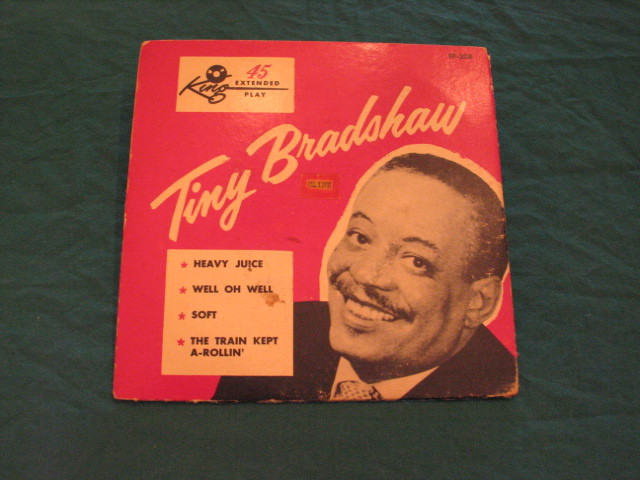 King
45
EXTENDED
PLAY
Tiny Bradshaw
★ HEAVY JUICE
★ WELL OH WELL
★ SOFT
★ THE TRAIN KEPT
A-ROLLIN'